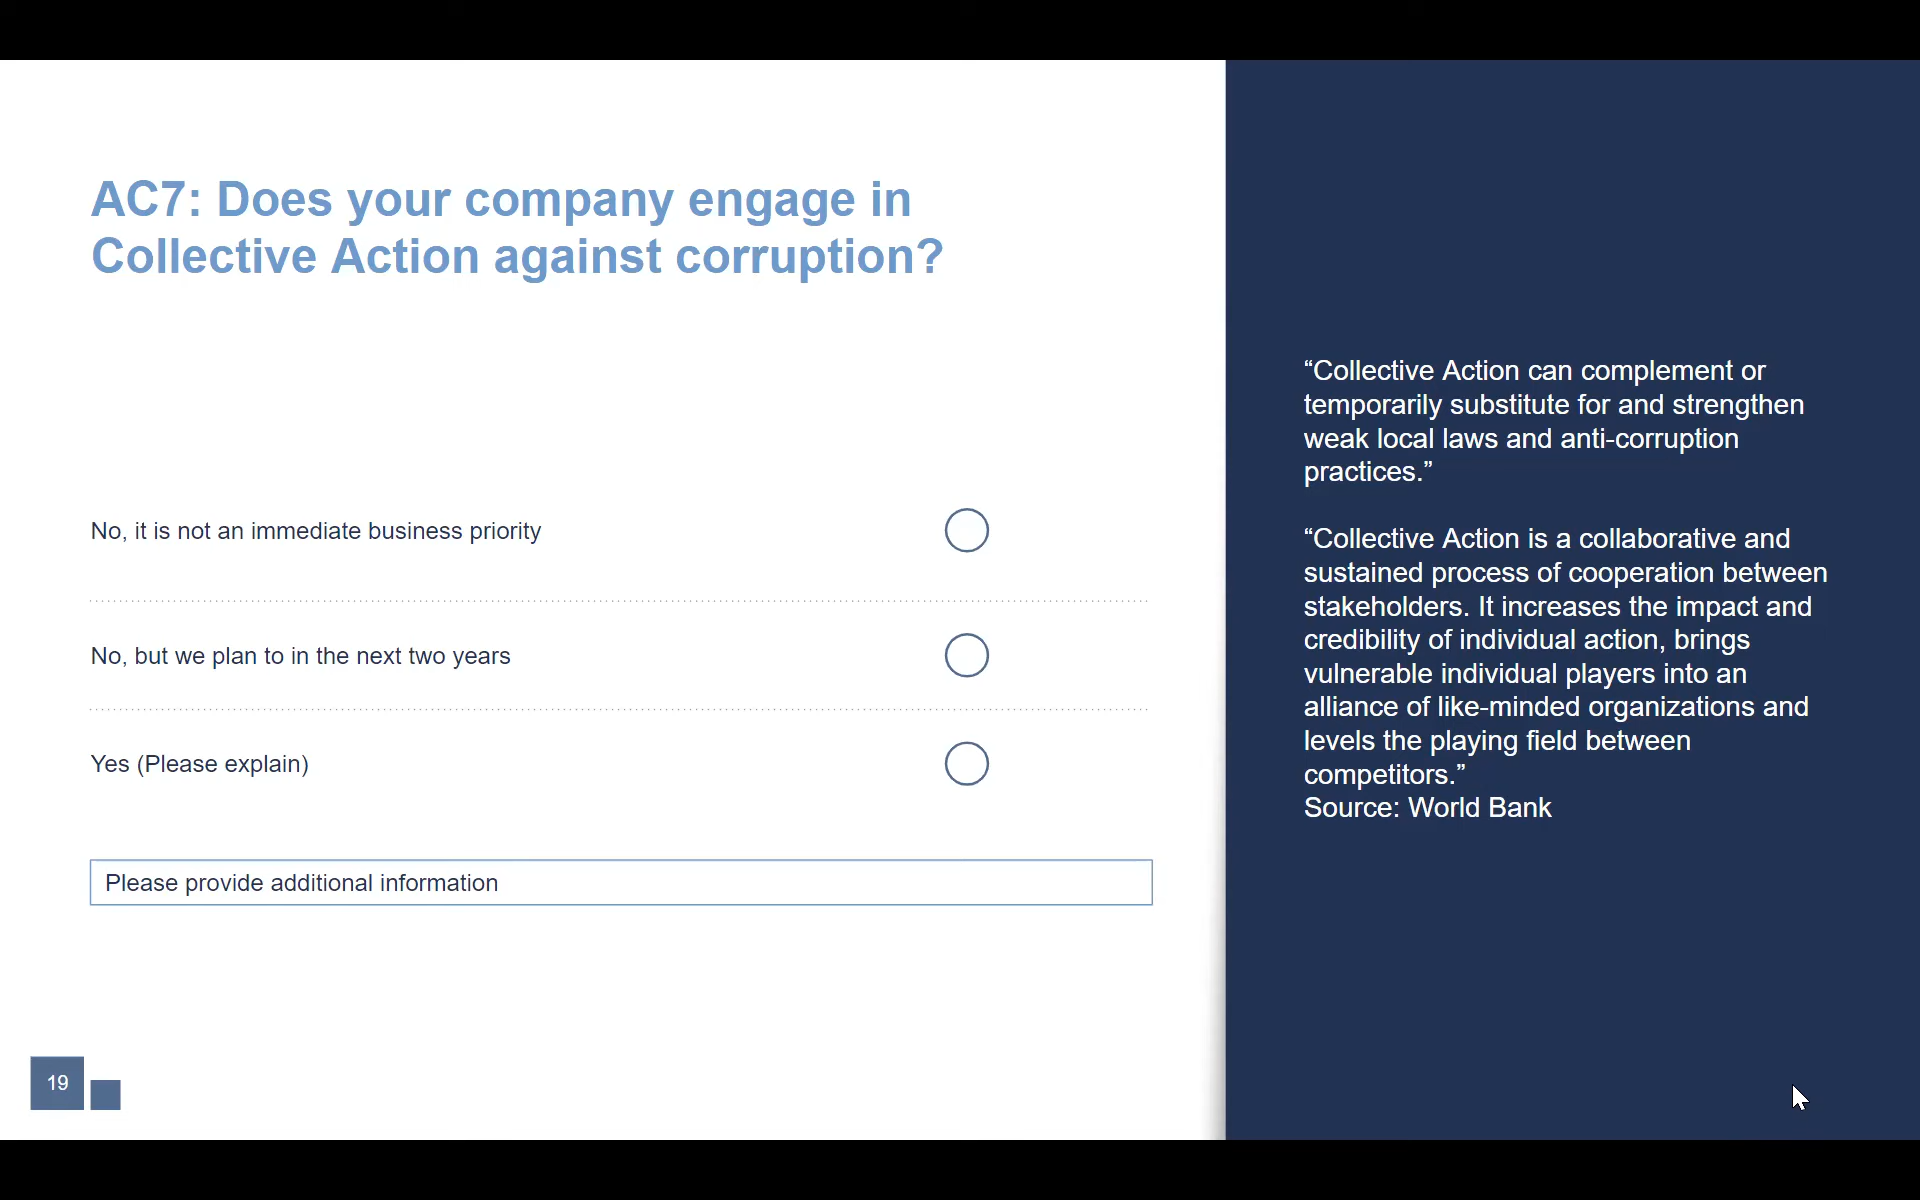 AC7: Does your company engage in
Collective Action against corruption?
No, it is not an immediate business priority
No, but we plan to in the next two years
Yes (Please explain)
Please provide additional information
19
“Collective Action can complement or
temporarily substitute for and strengthen
weak local laws and anti-corruption
practices.”
“Collective Action is a collaborative and
sustained process of cooperation between
stakeholders. It increases the impact and
credibility of individual action, brings
vulnerable individual players into an
alliance of like-minded organizations and
levels the playing field between
competitors.”
Source: World Bank